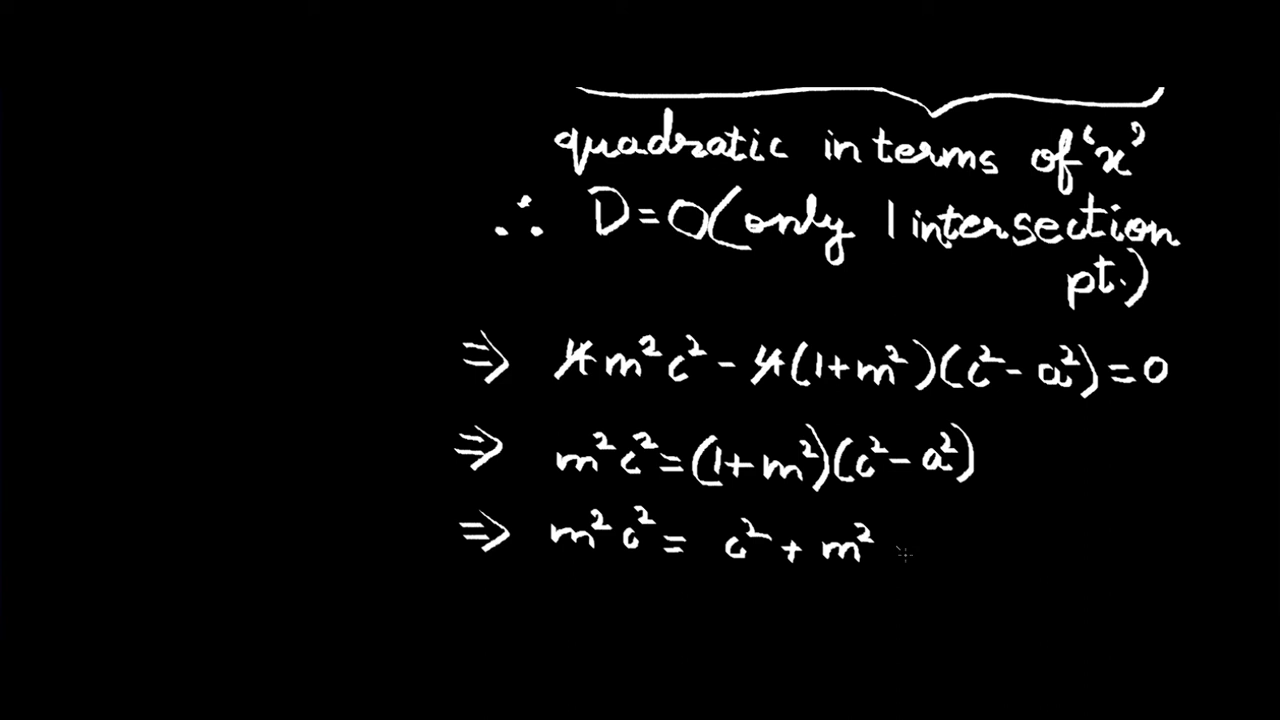 quadratic in terms of 'x'
∴ D=0 (only 1 intersection
pt.)
⇒ 4m²c² - 4(1+m²)(c² - a²) = 0
⇒ m²c² = (1+m²)(c² - a²)
⇒ m²c² = c² + m²